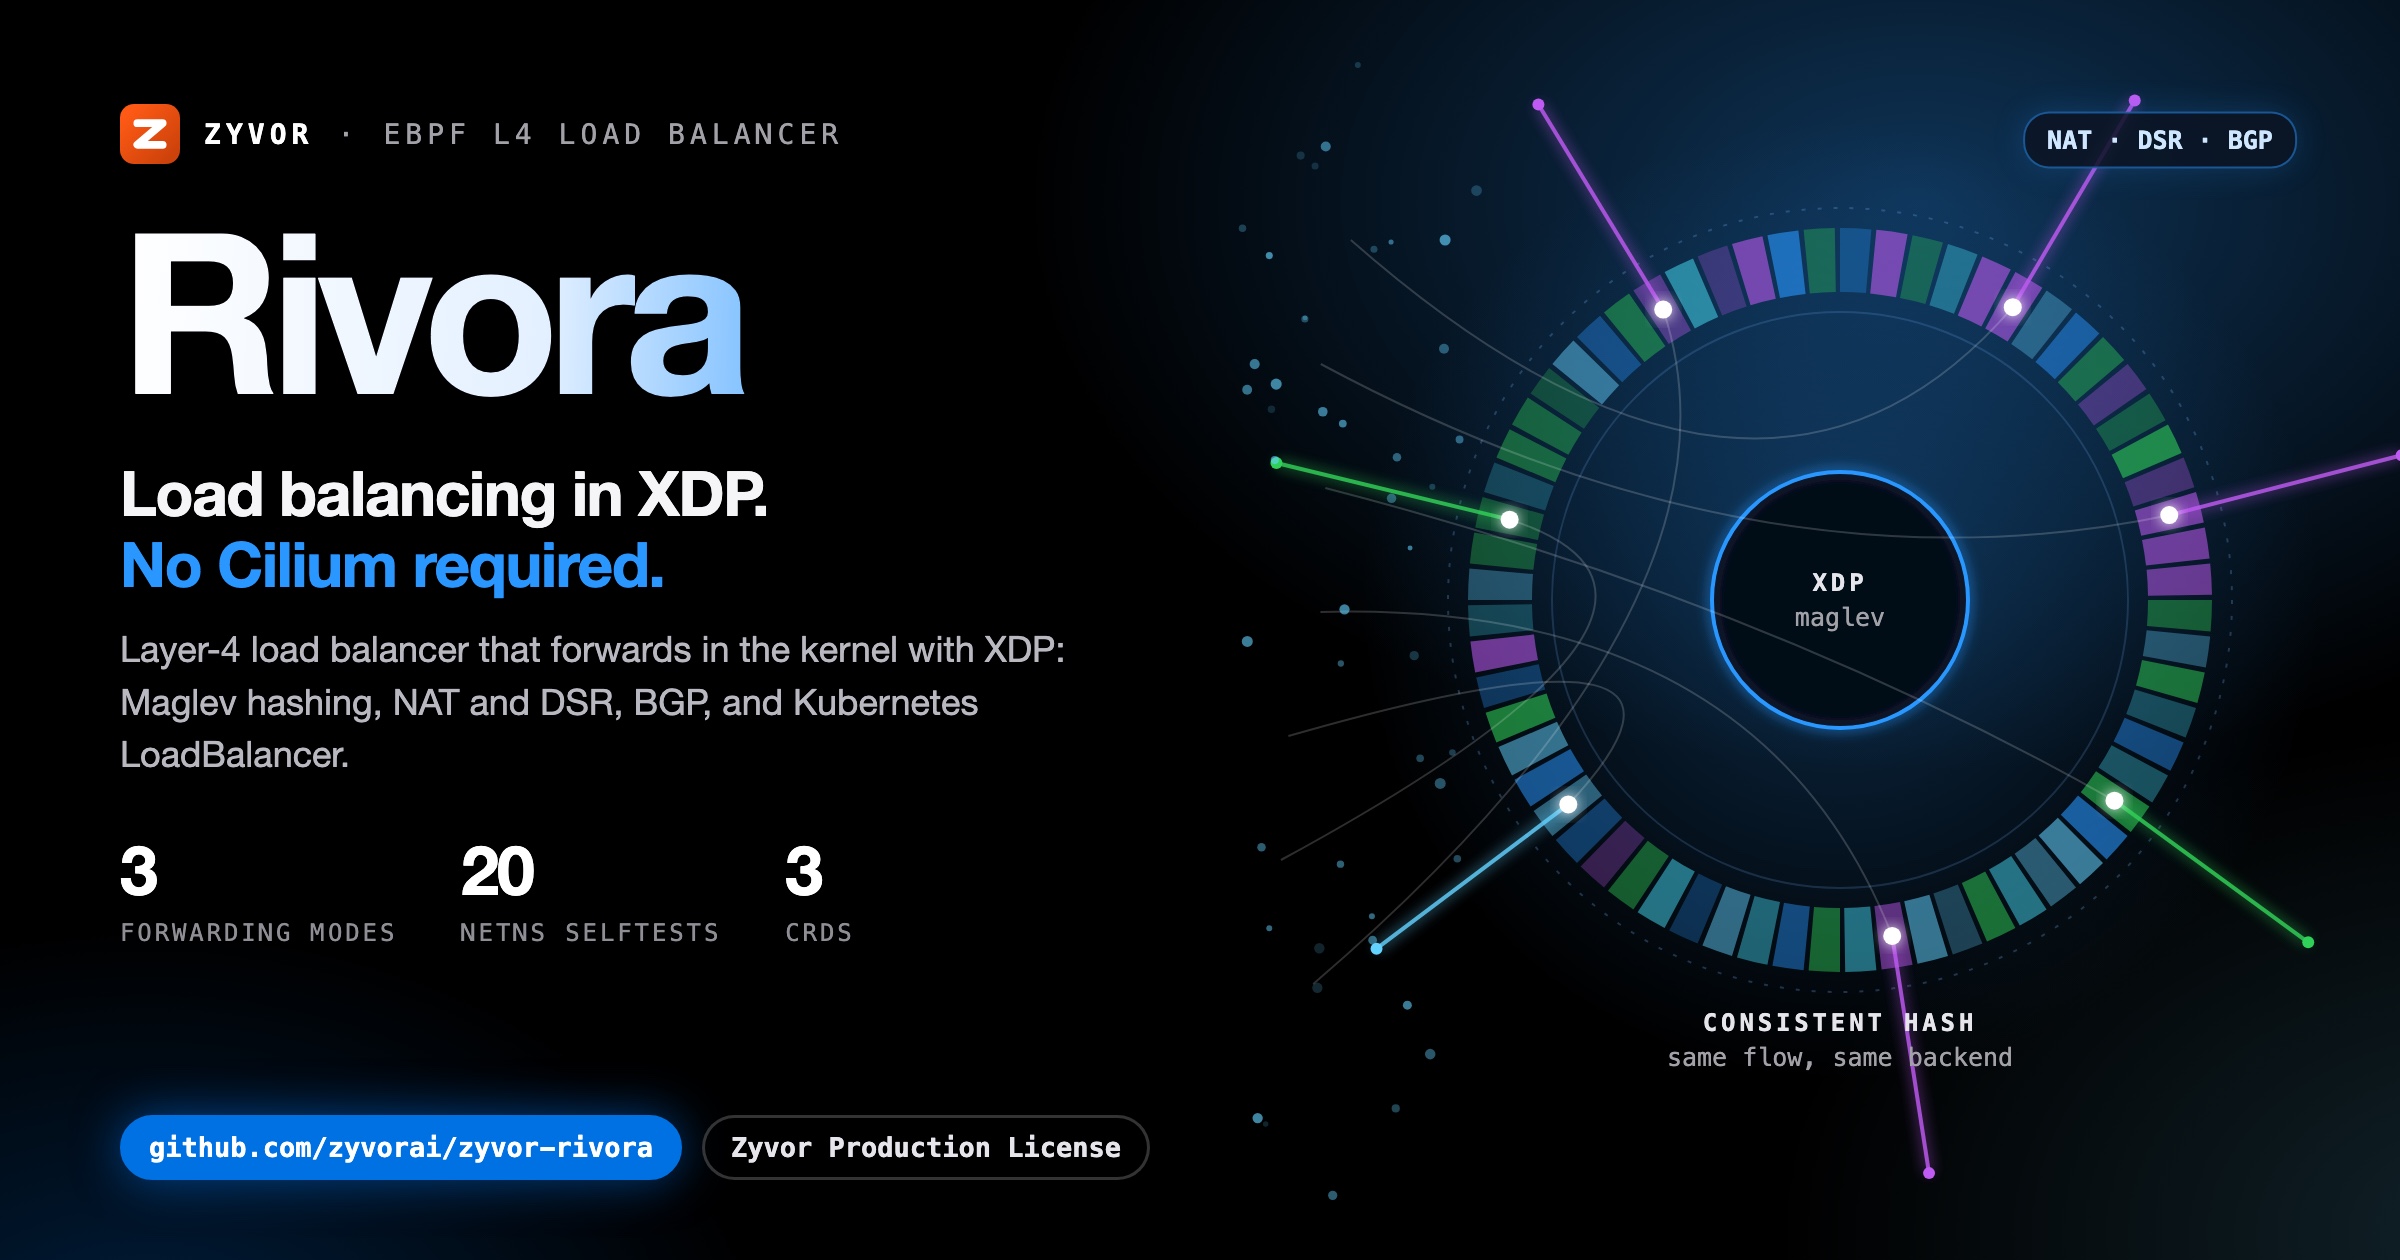 Z
ZYVOR · EBPF L4 LOAD BALANCER
Rivora
Load balancing in XDP.
No Cilium required.
Layer-4 load balancer that forwards in the kernel with XDP:
Maglev hashing, NAT and DSR, BGP, and Kubernetes
LoadBalancer.
3
FORWARDING MODES
20
NETNS SELFTESTS
3
CRDS
github.com/zyvorai/zyvor-rivora
Zyvor Production License
NAT · DSR · BGP
XDP
maglev
CONSISTENT HASH
same flow, same backend